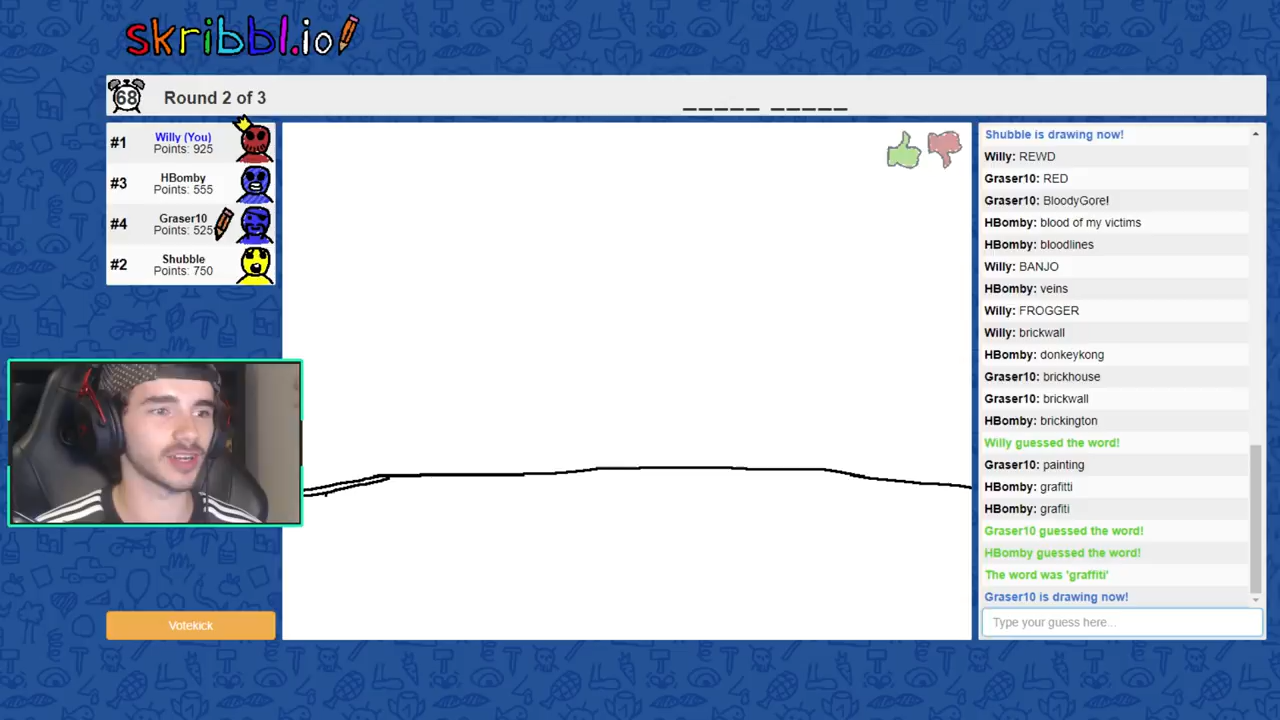 skribbl.io
68 Round 2 of 3 _____ _____
#1 Willy (You)
Points: 925
#3 HBomby
Points: 555
#4 Graser10
Points: 525
#2 Shubble
Points: 750
Votekick
Shubble is drawing now!
Willy: REWD
Graser10: RED
Graser10: BloodyGore!
HBomby: blood of my victims
HBomby: bloodlines
Willy: BANJO
HBomby: veins
Willy: FROGGER
Willy: brickwall
HBomby: donkeykong
Graser10: brickhouse
Graser10: brickwall
HBomby: brickington
Willy guessed the word!
Graser10: painting
HBomby: grafitti
HBomby: grafiti
Graser10 guessed the word!
HBomby guessed the word!
The word was 'graffiti'
Graser10 is drawing now!
Type your guess here...